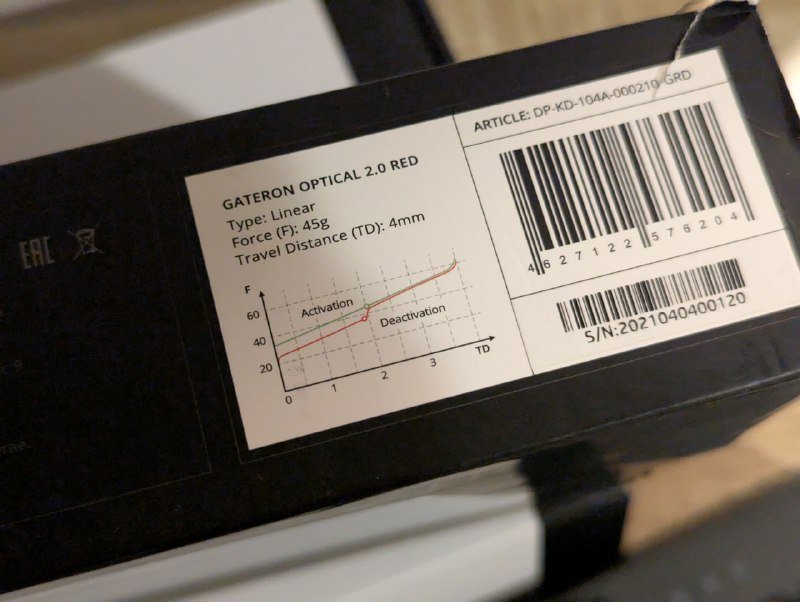 EAC
GATERON OPTICAL 2.0 RED
Type: Linear
Force (F): 45g
Travel Distance (TD): 4mm
F
60
40
20
Activation
Deactivation
0
1
2
3
TD
ARTICLE: DP-KD-104A-000210-GRD
4 627122 576204
S/N:2021040400120